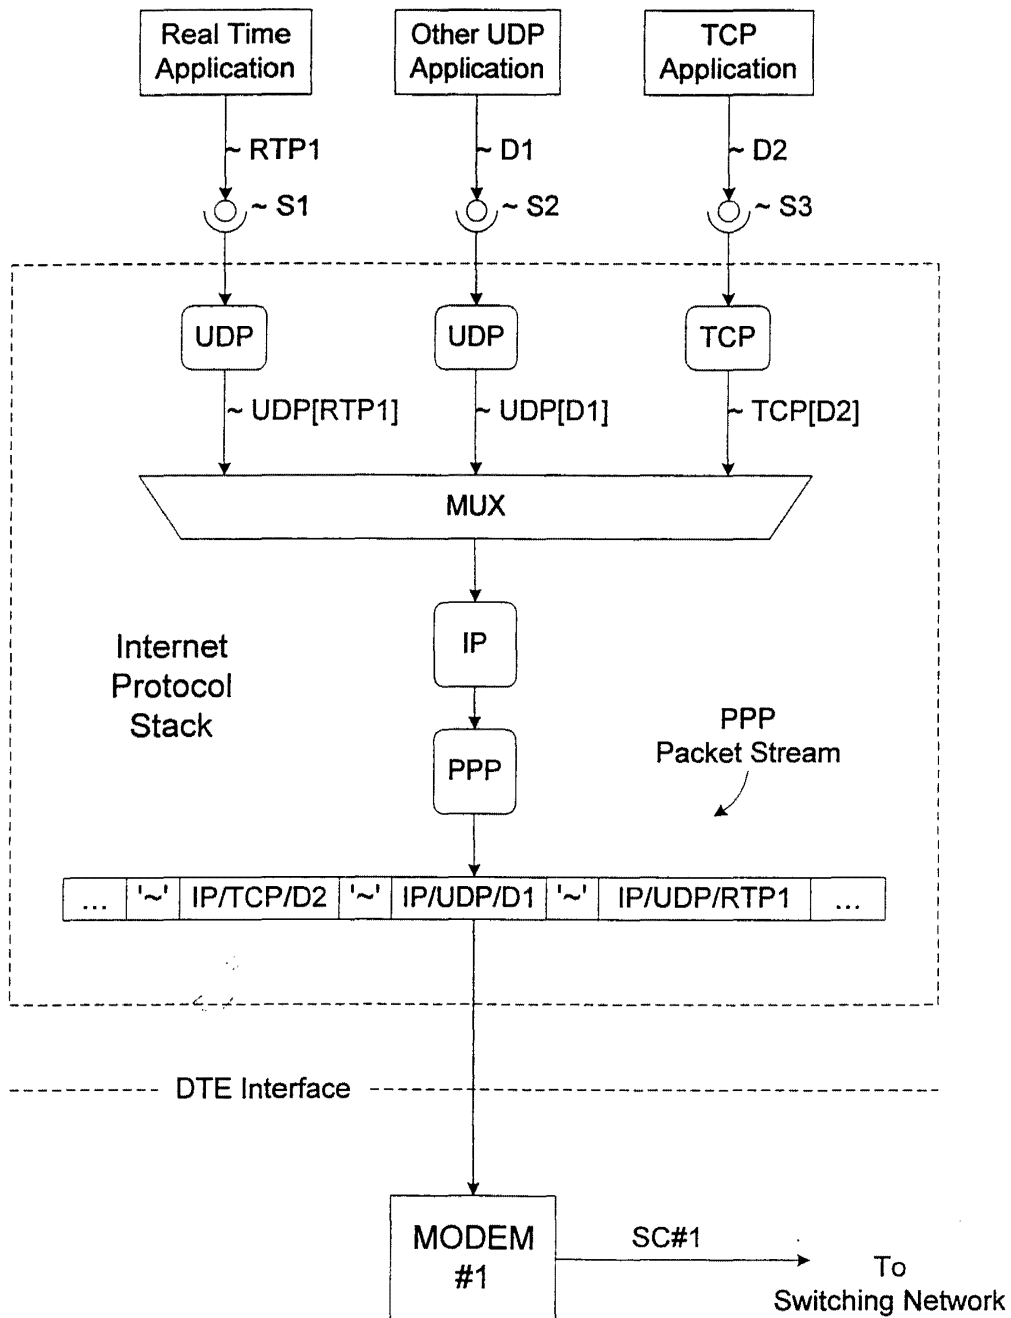 Real Time
Application
Other UDP
Application
TCP
Application
~ RTP1
~ D1
~ D2
~ S1
~ S2
~ S3
UDP
UDP
TCP
~ UDP[RTP1]
~ UDP[D1]
~ TCP[D2]
MUX
IP
Internet
Protocol
Stack
PPP
PPP
Packet Stream
... '~' IP/TCP/D2 '~' IP/UDP/D1 '~' IP/UDP/RTP1 ...
DTE Interface
MODEM
#1
SC#1
To
Switching Network